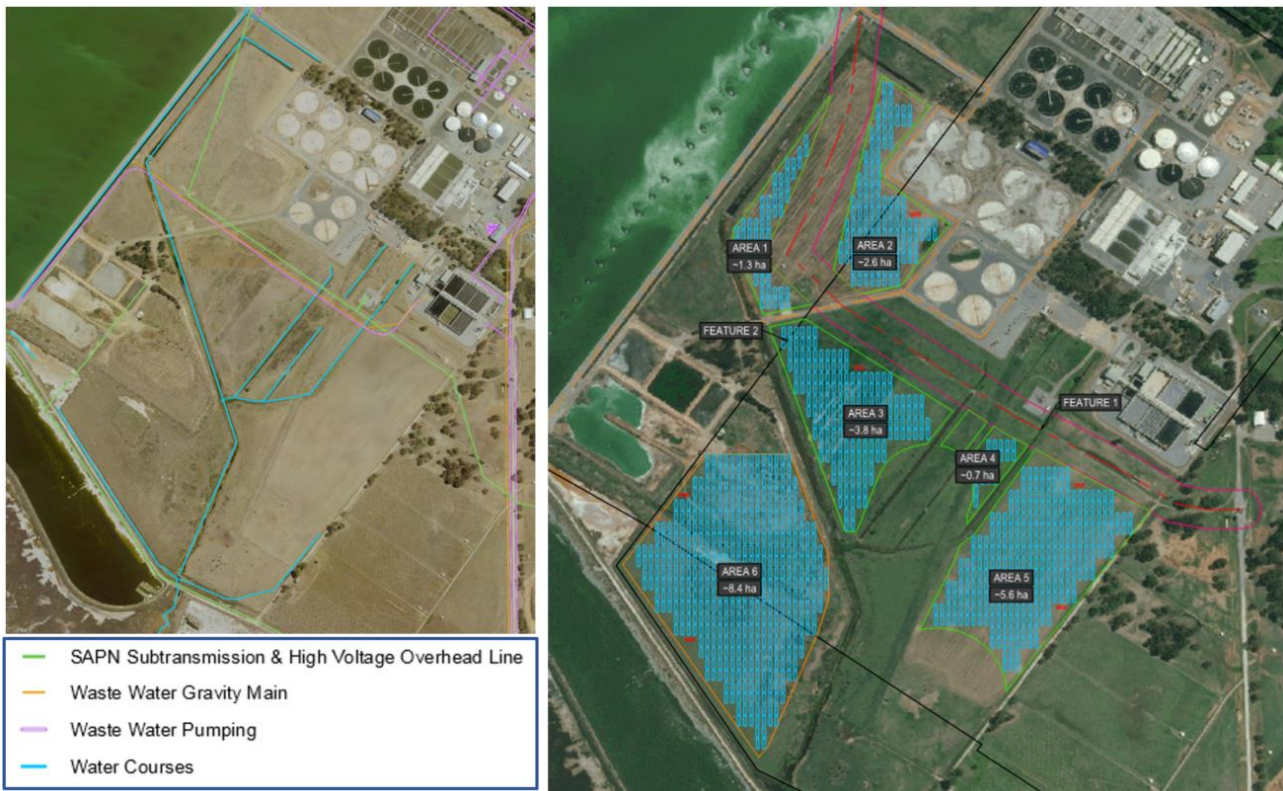 AREA 1
~1.3 ha
AREA 2
~2.6 ha
FEATURE 2
AREA 3
~3.8 ha
FEATURE 1
AREA 4
~0.7 ha
AREA 6
~8.4 ha
AREA 5
~5.6 ha
SAPN Subtransmission & High Voltage Overhead Line
Waste Water Gravity Main
Waste Water Pumping
Water Courses